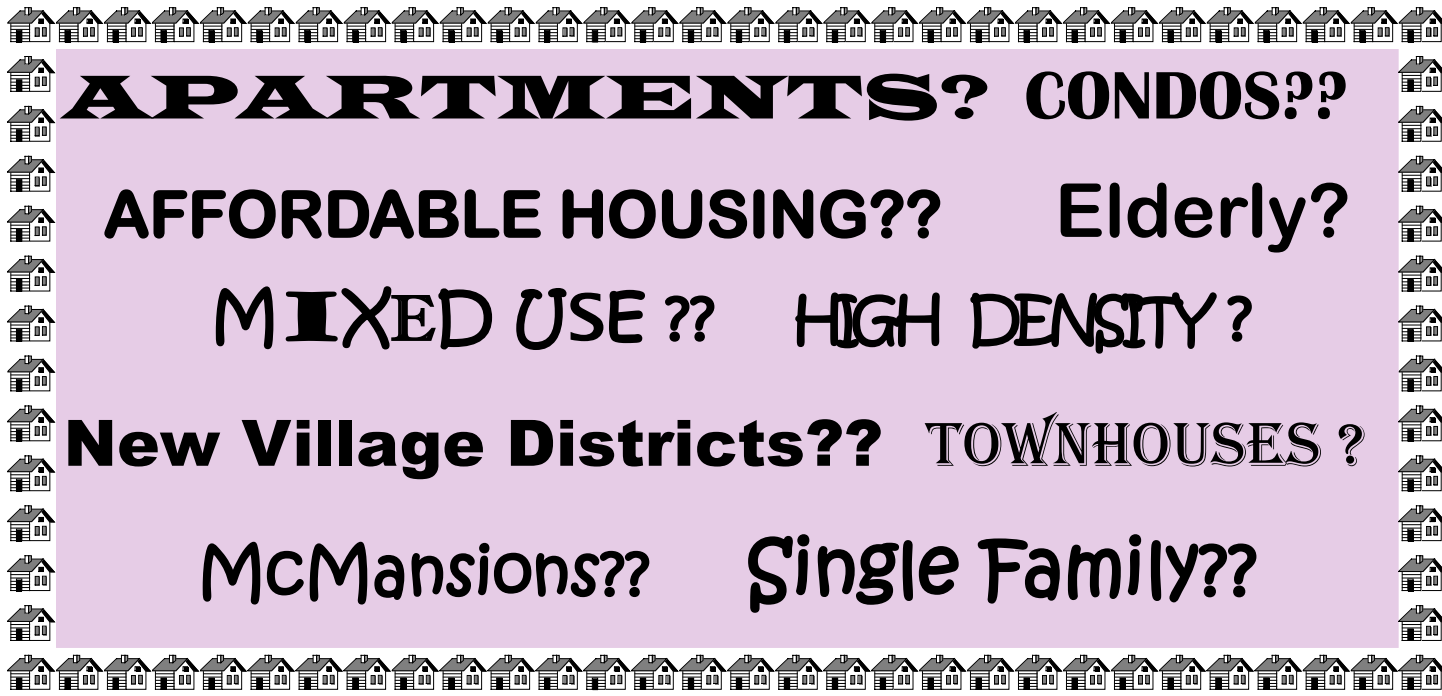 APARTMENTS? CONDOS??
AFFORDABLE HOUSING?? Elderly?
MIXED USE ?? HIGH DENSITY ?
New Village Districts?? TOWNHOUSES ?
McMansions?? Single Family??